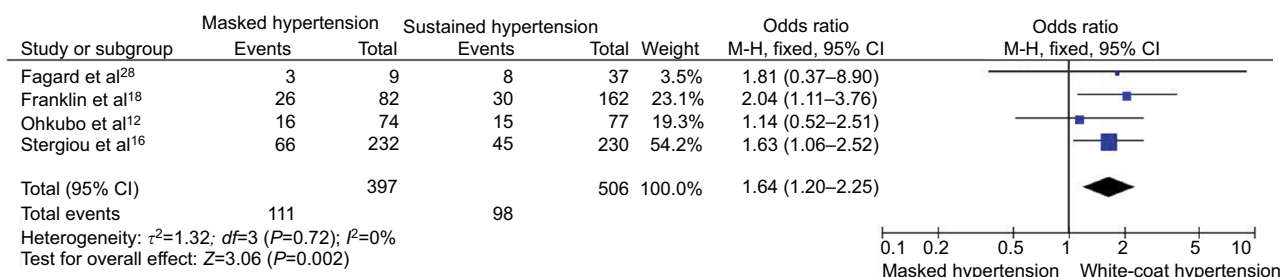 Masked hypertension Sustained hypertension Odds ratio Odds ratio
Study or subgroup Events Total Events Total Weight M-H, fixed, 95% CI M-H, fixed, 95% CI
Fagard et al28 3 9 8 37 3.5% 1.81 (0.37–8.90)
Franklin et al18 26 82 30 162 23.1% 2.04 (1.11–3.76)
Ohkubo et al12 16 74 15 77 19.3% 1.14 (0.52–2.51)
Stergiou et al16 66 232 45 230 54.2% 1.63 (1.06–2.52)
Total (95% CI) 397 506 100.0% 1.64 (1.20–2.25)
Total events 111 98
Heterogeneity: τ2=1.32; df=3 (P=0.72); I2=0%
Test for overall effect: Z=3.06 (P=0.002)
0.1 0.2 0.5 1 2 5 10
Masked hypertension White-coat hypertension